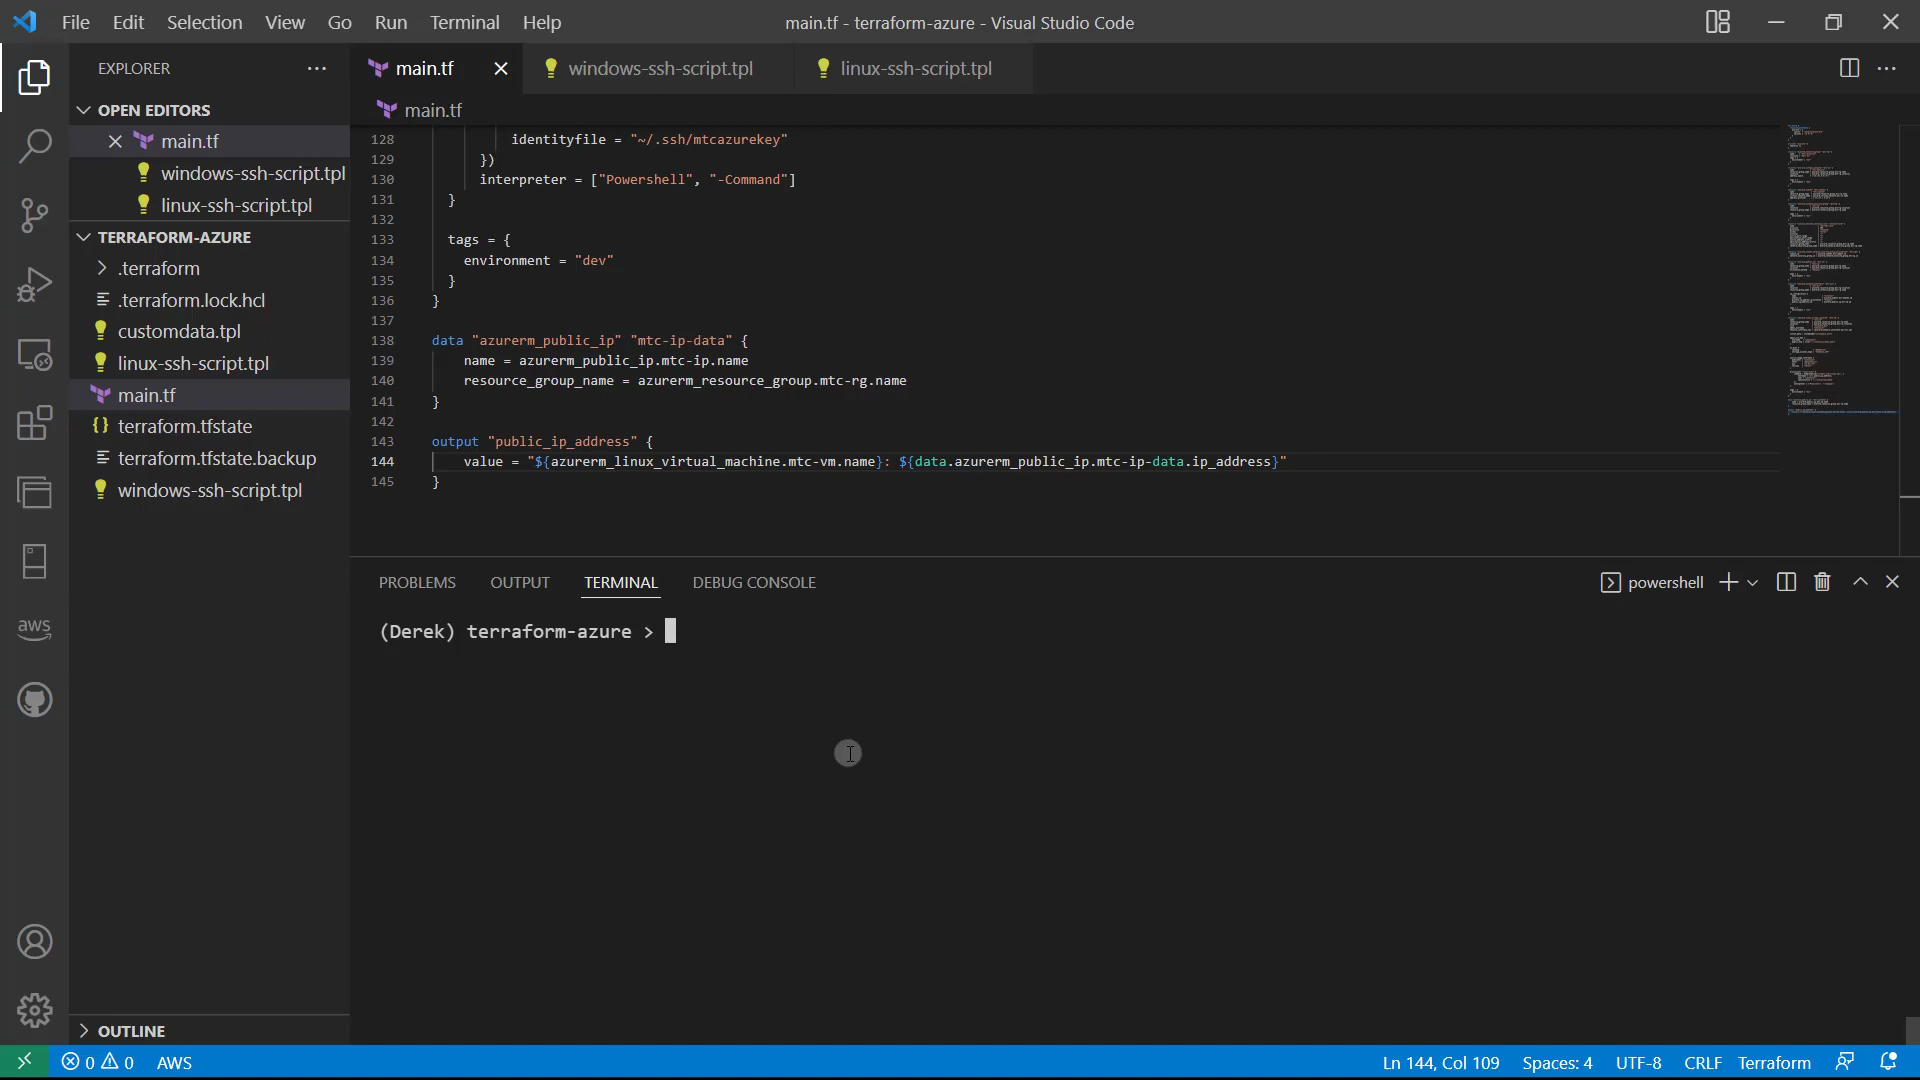 File Edit Selection View Go Run Terminal Help
main.tf - terraform-azure - Visual Studio Code
EXPLORER
main.tf
windows-ssh-script.tpl
linux-ssh-script.tpl
OPEN EDITORS
main.tf
windows-ssh-script.tpl
linux-ssh-script.tpl
TERRAFORM-AZURE
.terraform
.terraform.lock.hcl
customdata.tpl
linux-ssh-script.tpl
main.tf
terraform.tfstate
terraform.tfstate.backup
windows-ssh-script.tpl
OUTLINE
aws
main.tf
128 identityfile = "~/.ssh/mtcazurekey"
129 })
130 interpreter = ["Powershell", "-Command"]
131 }
132
133 tags = {
134 environment = "dev"
135 }
136 }
137
138 data "azurerm_public_ip" "mtc-ip-data" {
139 name = azurerm_public_ip.mtc-ip.name
140 resource_group_name = azurerm_resource_group.mtc-rg.name
141 }
142
143 output "public_ip_address" {
144 value = "${azurerm_linux_virtual_machine.mtc-vm.name}: ${data.azurerm_public_ip.mtc-ip-data.ip_address}"
145 }
PROBLEMS OUTPUT TERMINAL DEBUG CONSOLE
powershell
(Derek) terraform-azure >
0 0 AWS
Ln 144, Col 109 Spaces: 4 UTF-8 CRLF Terraform